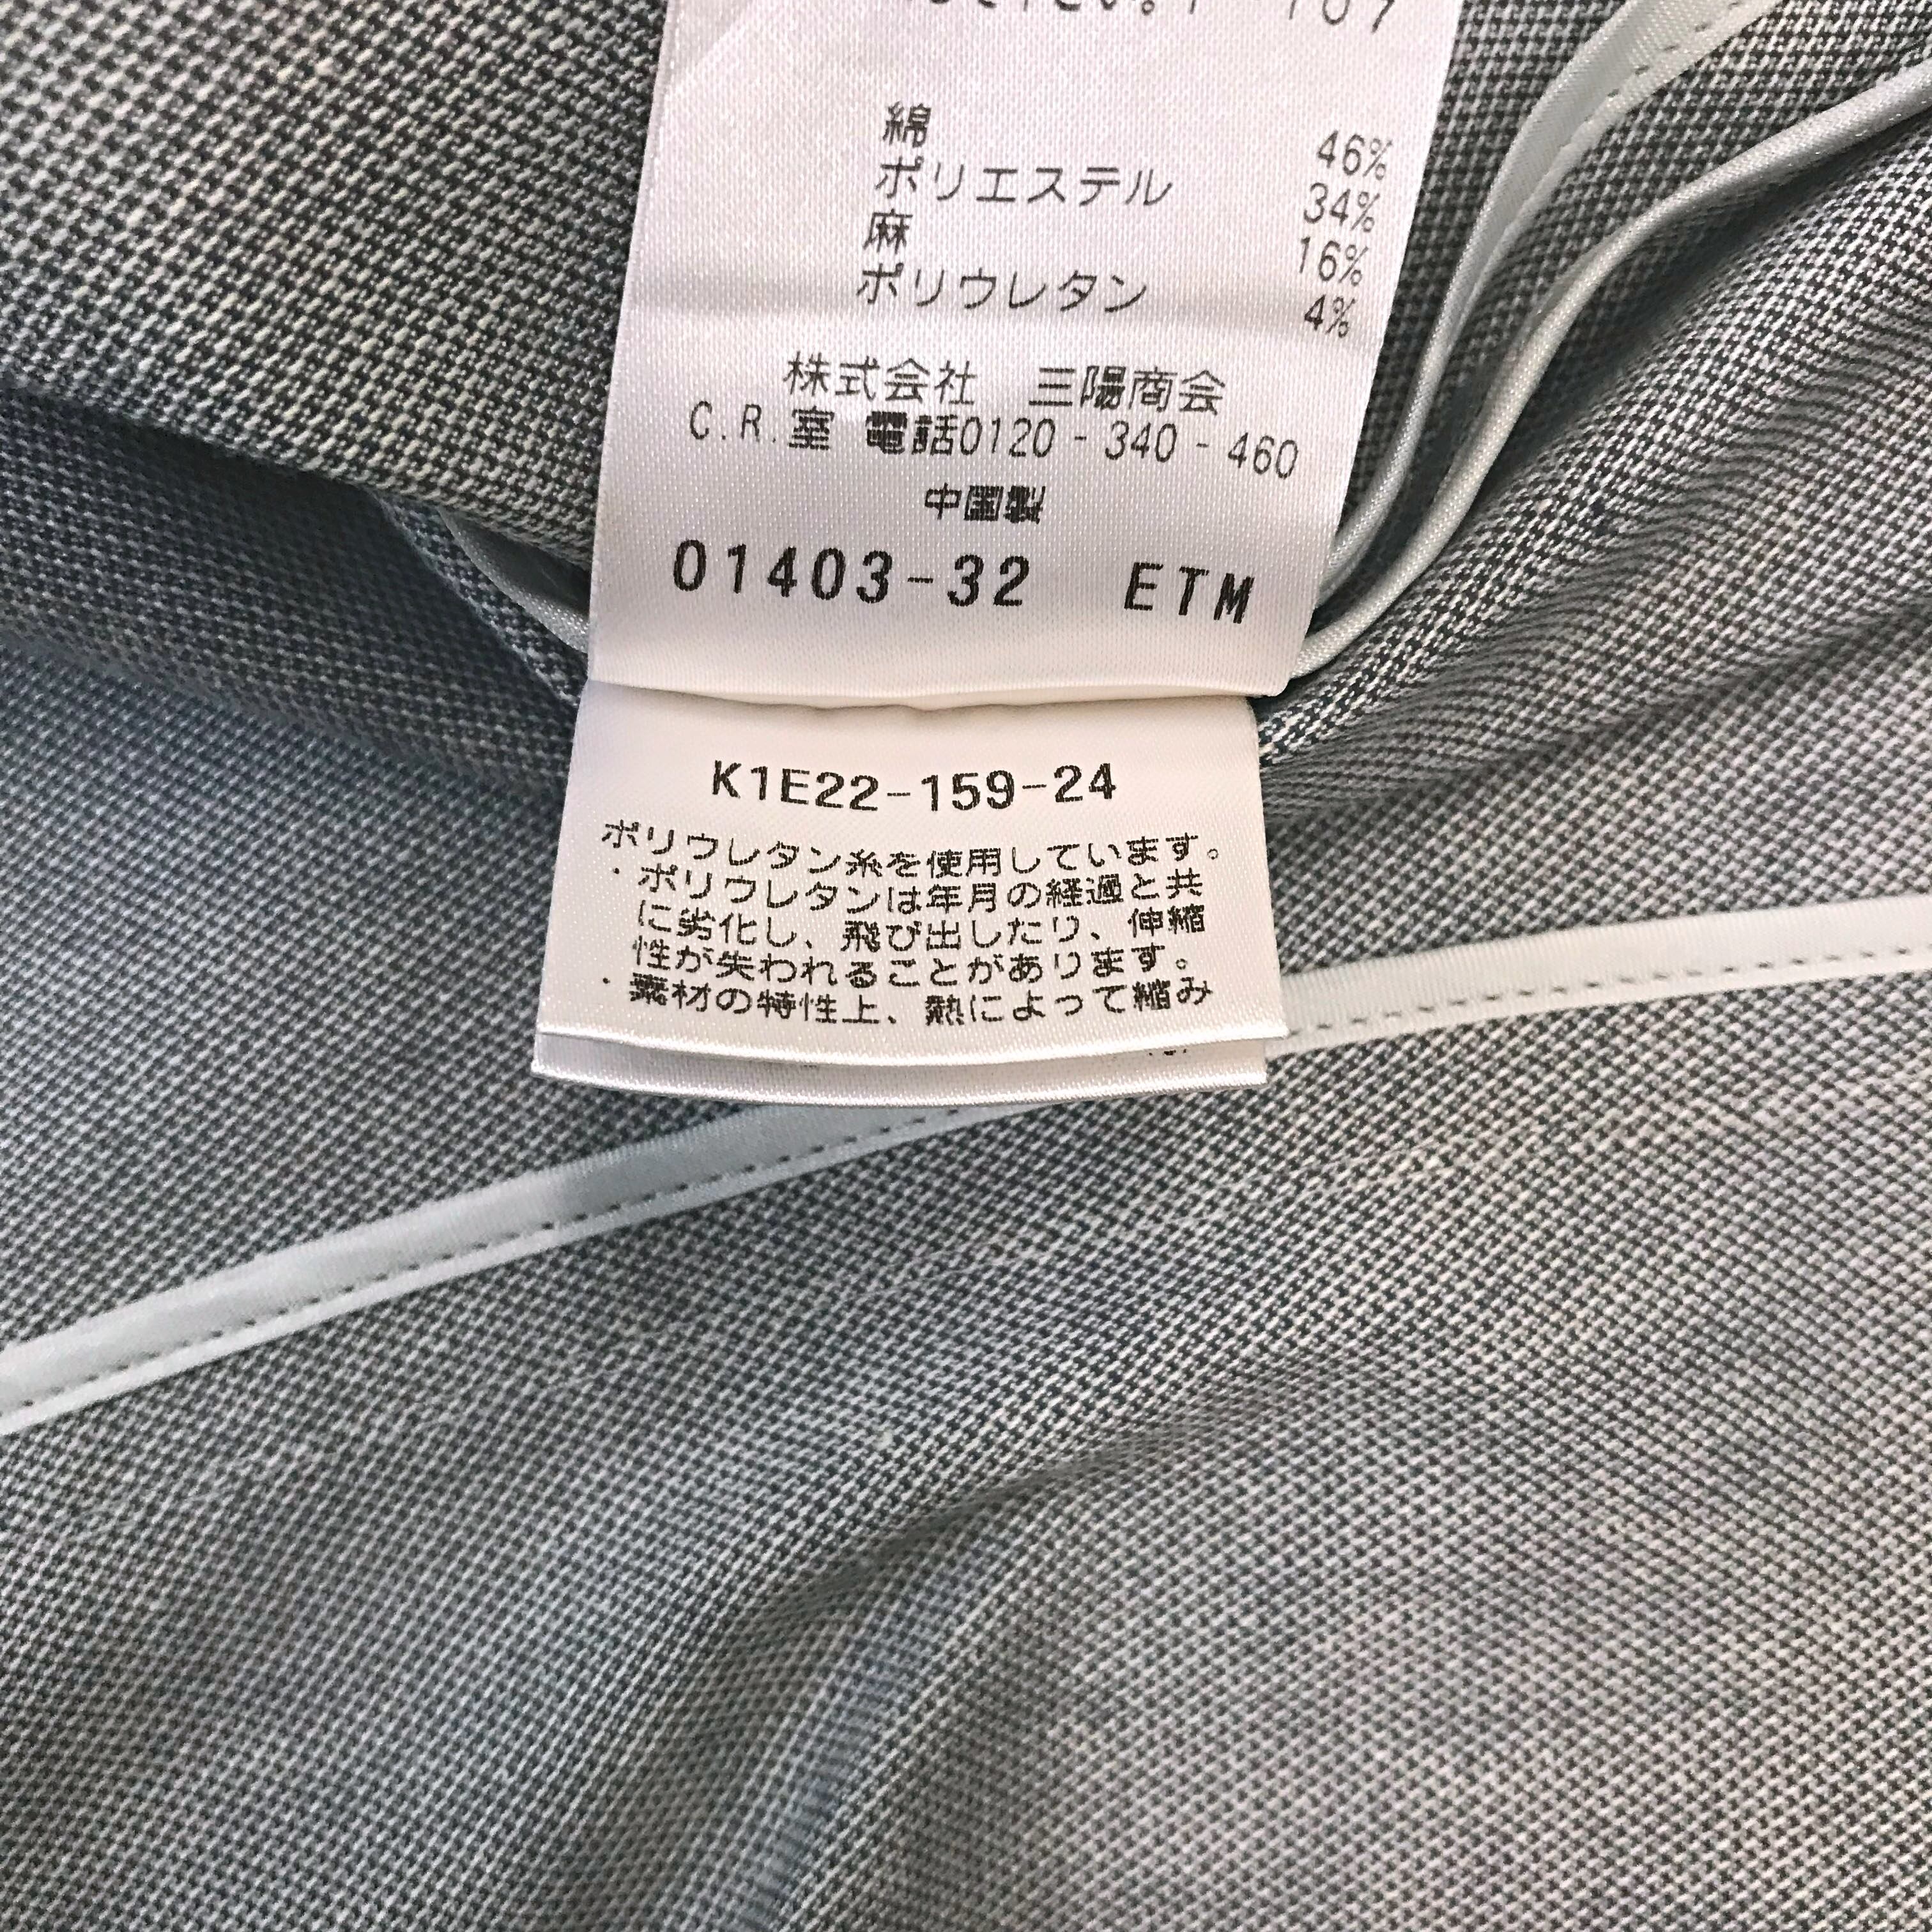 綿 46%
ポリエステル 34%
麻 16%
ポリウレタン 4%
株式会社 三陽商会
C.R.室 電話0120-340-460
中国製
01403-32 ETM
K1E22-159-24
ポリウレタン糸を使用しています。
・ポリウレタンは年月の経過と共
に劣化し、飛び出したり、伸縮
性が失われることがあります。
・素材の特性上、熱によって縮み